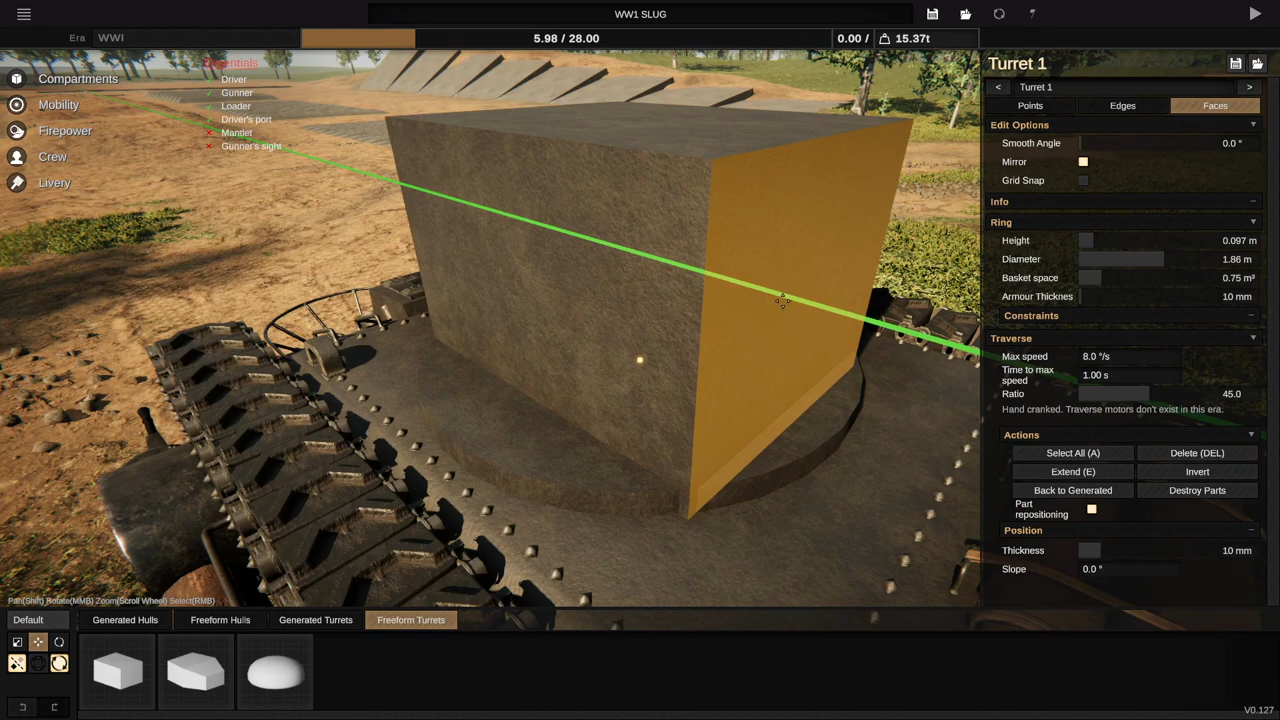 WW1 SLUG
Era
WWI
5.98 / 28.00
0.00 /
15.37t
Compartments
Mobility
Firepower
Crew
Livery
Essentials
Driver
Gunner
Loader
Driver's port
Mantlet
Gunner's sight
Turret 1
<
Turret 1
>
Points
Edges
Faces
Edit Options
Smooth Angle
0.0 °
Mirror
Grid Snap
Info
Ring
Height
0.097 m
Diameter
1.86 m
Basket space
0.75 m³
Armour Thicknes
10 mm
Constraints
Traverse
Max speed
8.0 °/s
Time to max
speed
1.00 s
Ratio
45.0
Hand cranked. Traverse motors don't exist in this era.
Actions
Select All (A)
Delete (DEL)
Extend (E)
Invert
Back to Generated
Destroy Parts
Part
repositioning
Position
Thickness
10 mm
Slope
0.0 °
Pan(Shift) Rotate(MMB) Zoom(Scroll Wheel) Select(RMB)
Default
Generated Hulls
Freeform Hulls
Generated Turrets
Freeform Turrets
V0.127